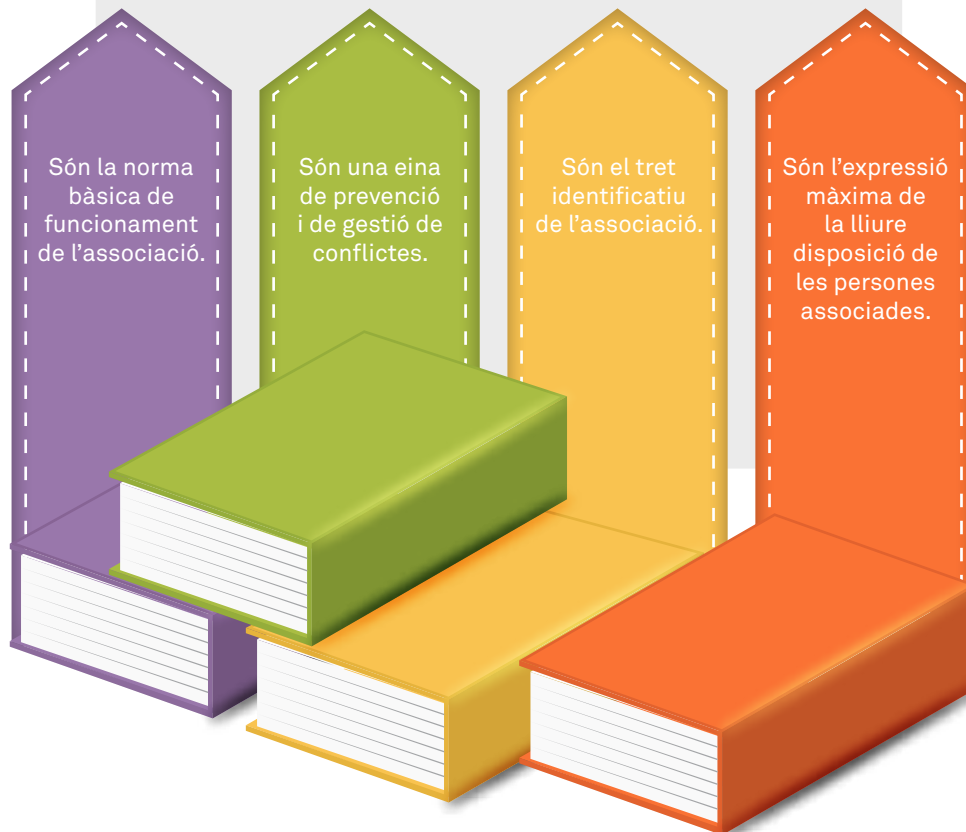 Són la norma
bàsica de
funcionament
de l’associació.
Són una eina
de prevenció
i de gestió de
conflictes.
Són el tret
identificatiu
de l’associació.
Són l’expressió
màxima de
la lliure
disposició de
les persones
associades.